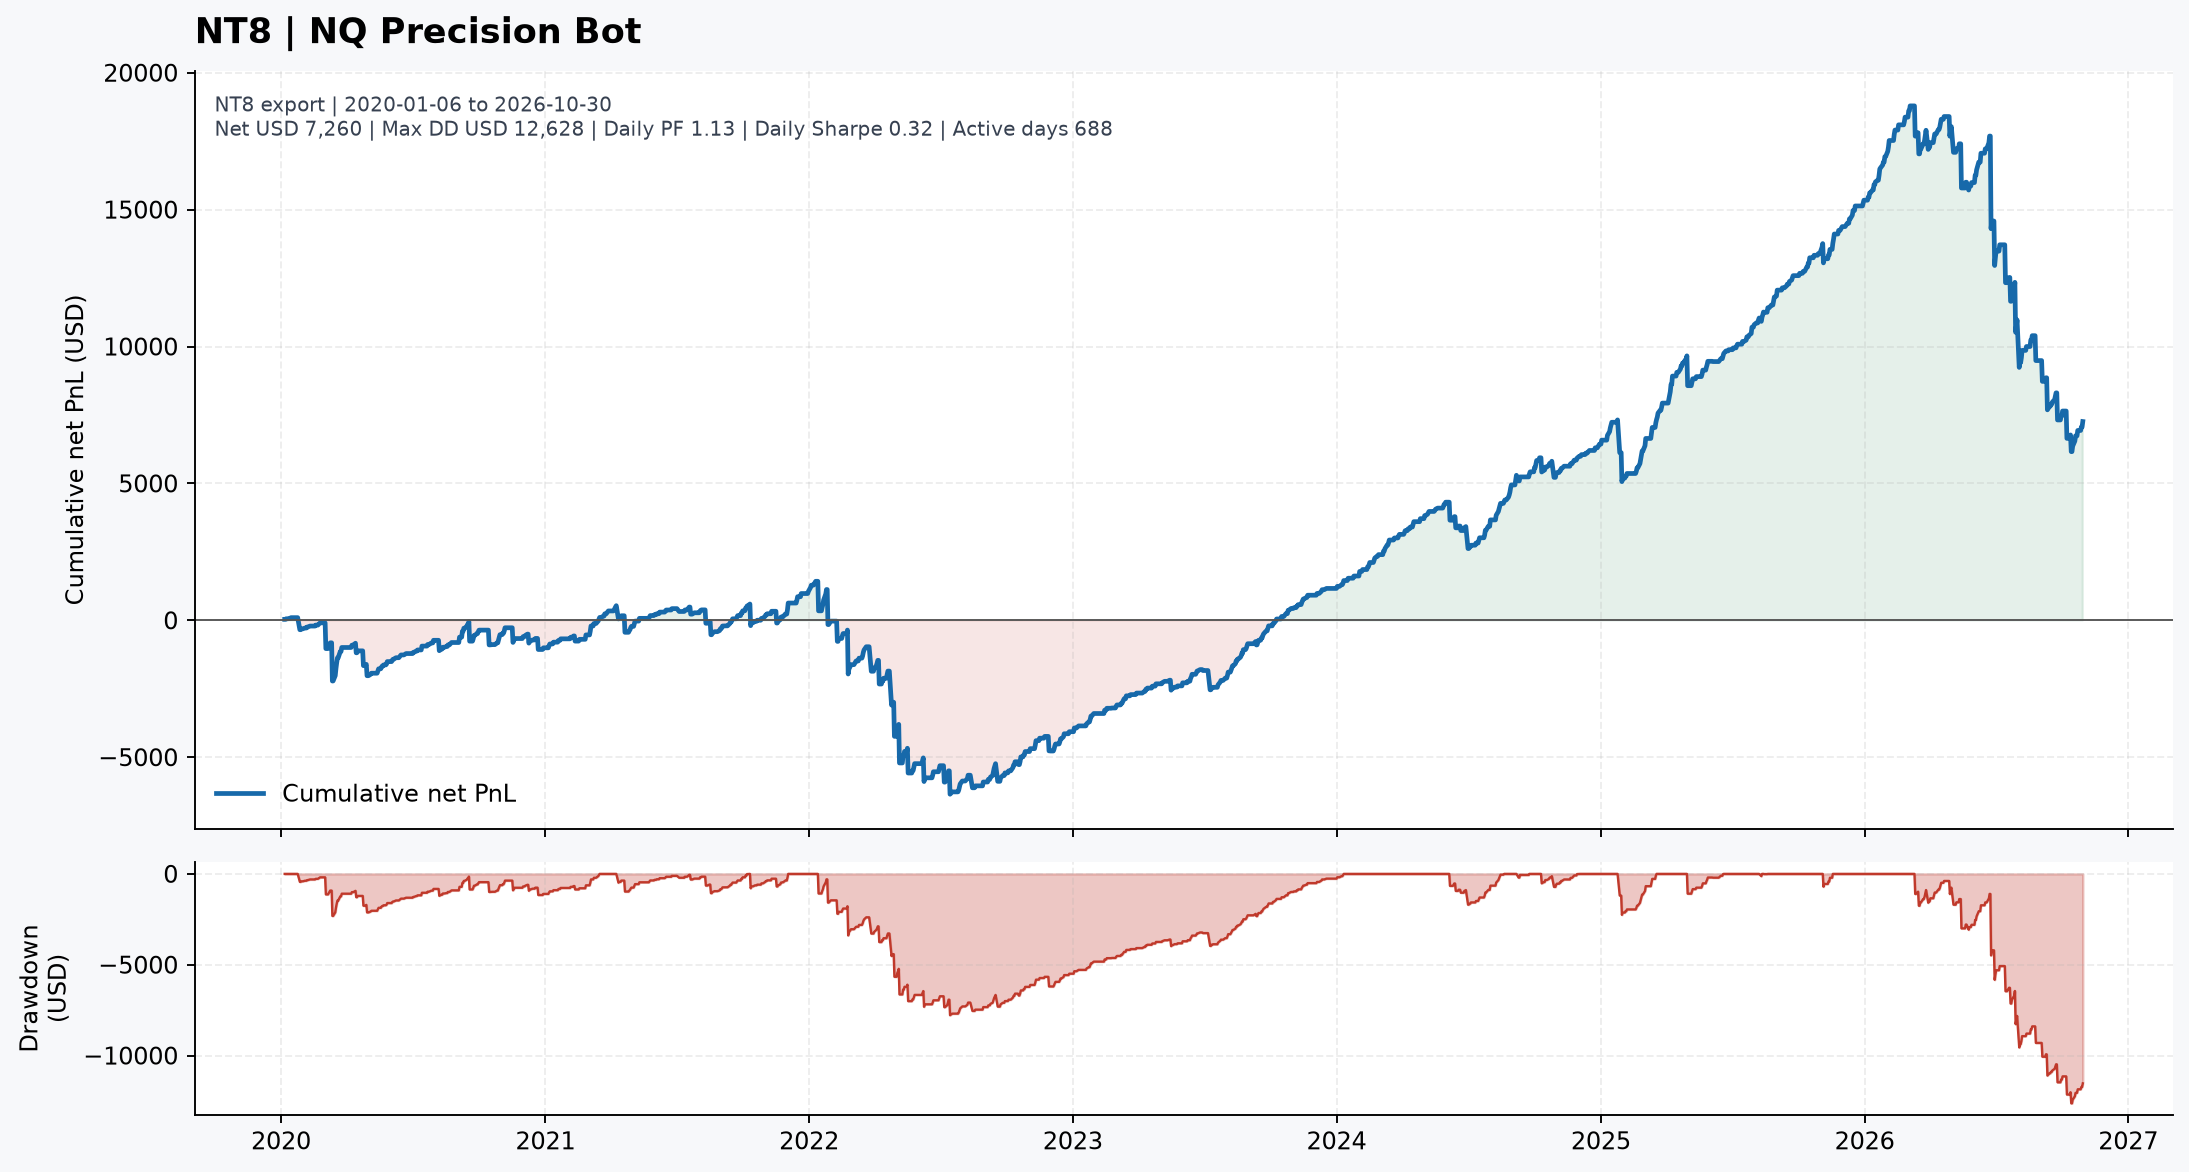 NT8 | NQ Precision Bot
20000
NT8 export | 2020-01-06 to 2026-10-30
Net USD 7,260 | Max DD USD 12,628 | Daily PF 1.13 | Daily Sharpe 0.32 | Active days 688
15000
10000
5000
0
−5000
Cumulative net PnL (USD)
Cumulative net PnL
0
−5000
−10000
Drawdown
(USD)
2020 2021 2022 2023 2024 2025 2026 2027